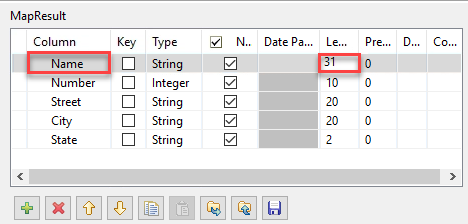 MapResult
Column Key Type N.. Date Pa... Le... Pre... D... Co...
Name String 31 0
Number Integer 10 0
Street String 20 0
City String 20 0
State String 2 0